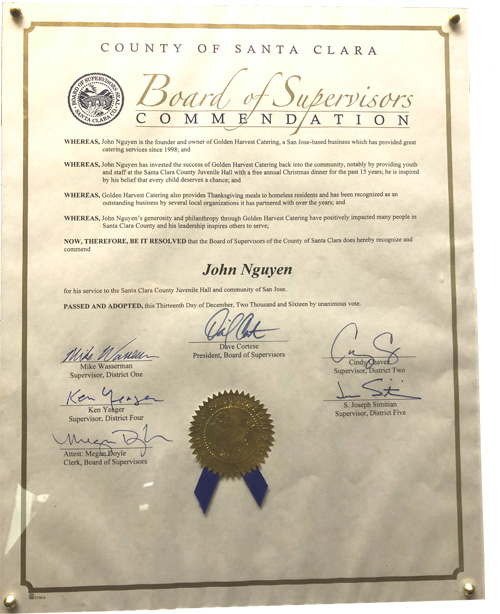 COUNTY OF SANTA CLARA
BOARD OF SUPERVISORS SEAL
SANTA CLARA CO.
Board of Supervisors
COMMENDATION
WHEREAS, John Nguyen is the founder and owner of Golden Harvest Catering, a San Jose-based business which has provided great
catering services since 1998; and
WHEREAS, John Nguyen has invested the success of Golden Harvest Catering back into the community, notably by providing youth
and staff at the Santa Clara County Juvenile Hall with a free annual Christmas dinner for the past 15 years; he is inspired
by his belief that every child deserves a chance; and
WHEREAS, Golden Harvest Catering also provides Thanksgiving meals to homeless residents and has been recognized as an
outstanding business by several local organizations it has partnered with over the years; and
WHEREAS, John Nguyen's generosity and philanthropy through Golden Harvest Catering have positively impacted many people in
Santa Clara County and his leadership inspires others to serve;
NOW, THEREFORE, BE IT RESOLVED that the Board of Supervisors of the County of Santa Clara does hereby recognize and
commend
John Nguyen
for his service to the Santa Clara County Juvenile Hall and community of San Jose.
PASSED AND ADOPTED, this Thirteenth Day of December, Two Thousand and Sixteen by unanimous vote.
Dave Cortese
President, Board of Supervisors
Mike Wasserman
Mike Wasserman
Supervisor, District One
Cindy Chavez
Supervisor, District Two
Ken Yeager
Ken Yeager
Supervisor, District Four
S. Joseph Simitian
Supervisor, District Five
Megan Doyle
Attest: Megan Doyle
Clerk, Board of Supervisors